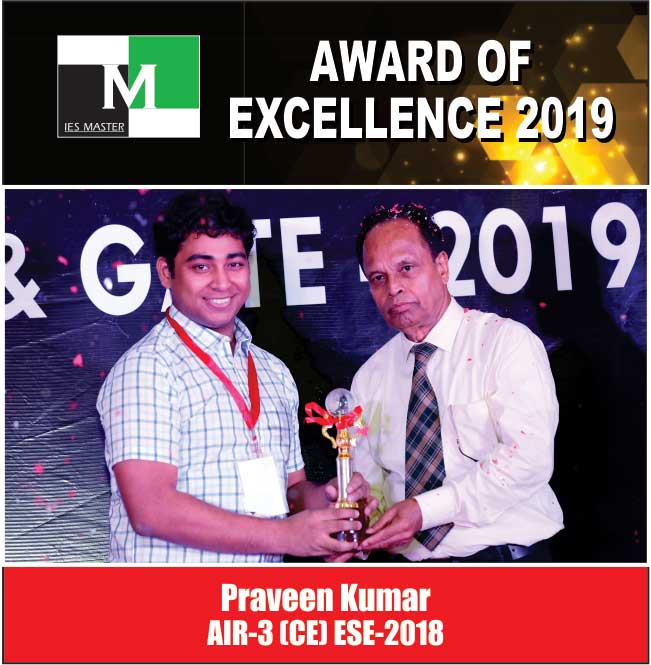 M
IES MASTER
AWARD OF
EXCELLENCE 2019
& GATE - 2019
Praveen Kumar
AIR-3 (CE) ESE-2018